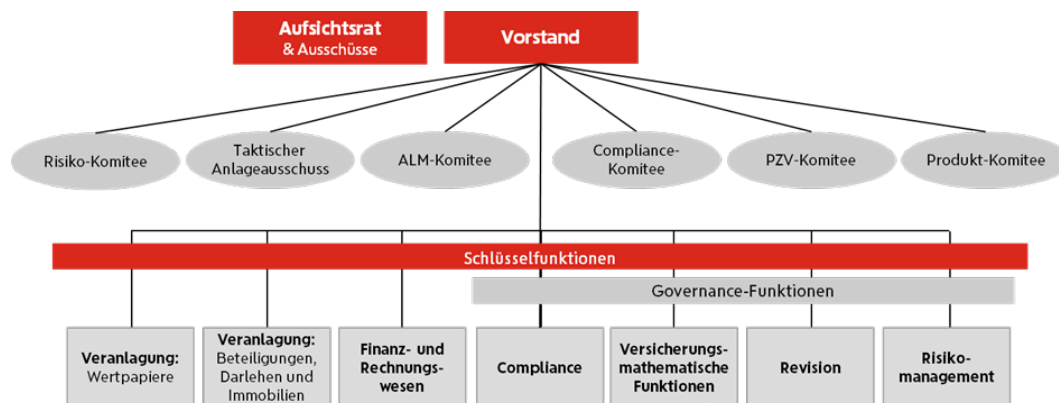 Aufsichtsrat
& Ausschüsse
Vorstand
Risiko-Komitee
Taktischer
Anlageausschuss
ALM-Komitee
Compliance-
Komitee
PZV-Komitee
Produkt-Komitee
Schlüsselfunktionen
Governance-Funktionen
Veranlagung:
Wertpapiere
Veranlagung:
Beteiligungen,
Darlehen und
Immobilien
Finanz- und
Rechnungs-
wesen
Compliance
Versicherungs-
mathematische
Funktionen
Revision
Risiko-
management